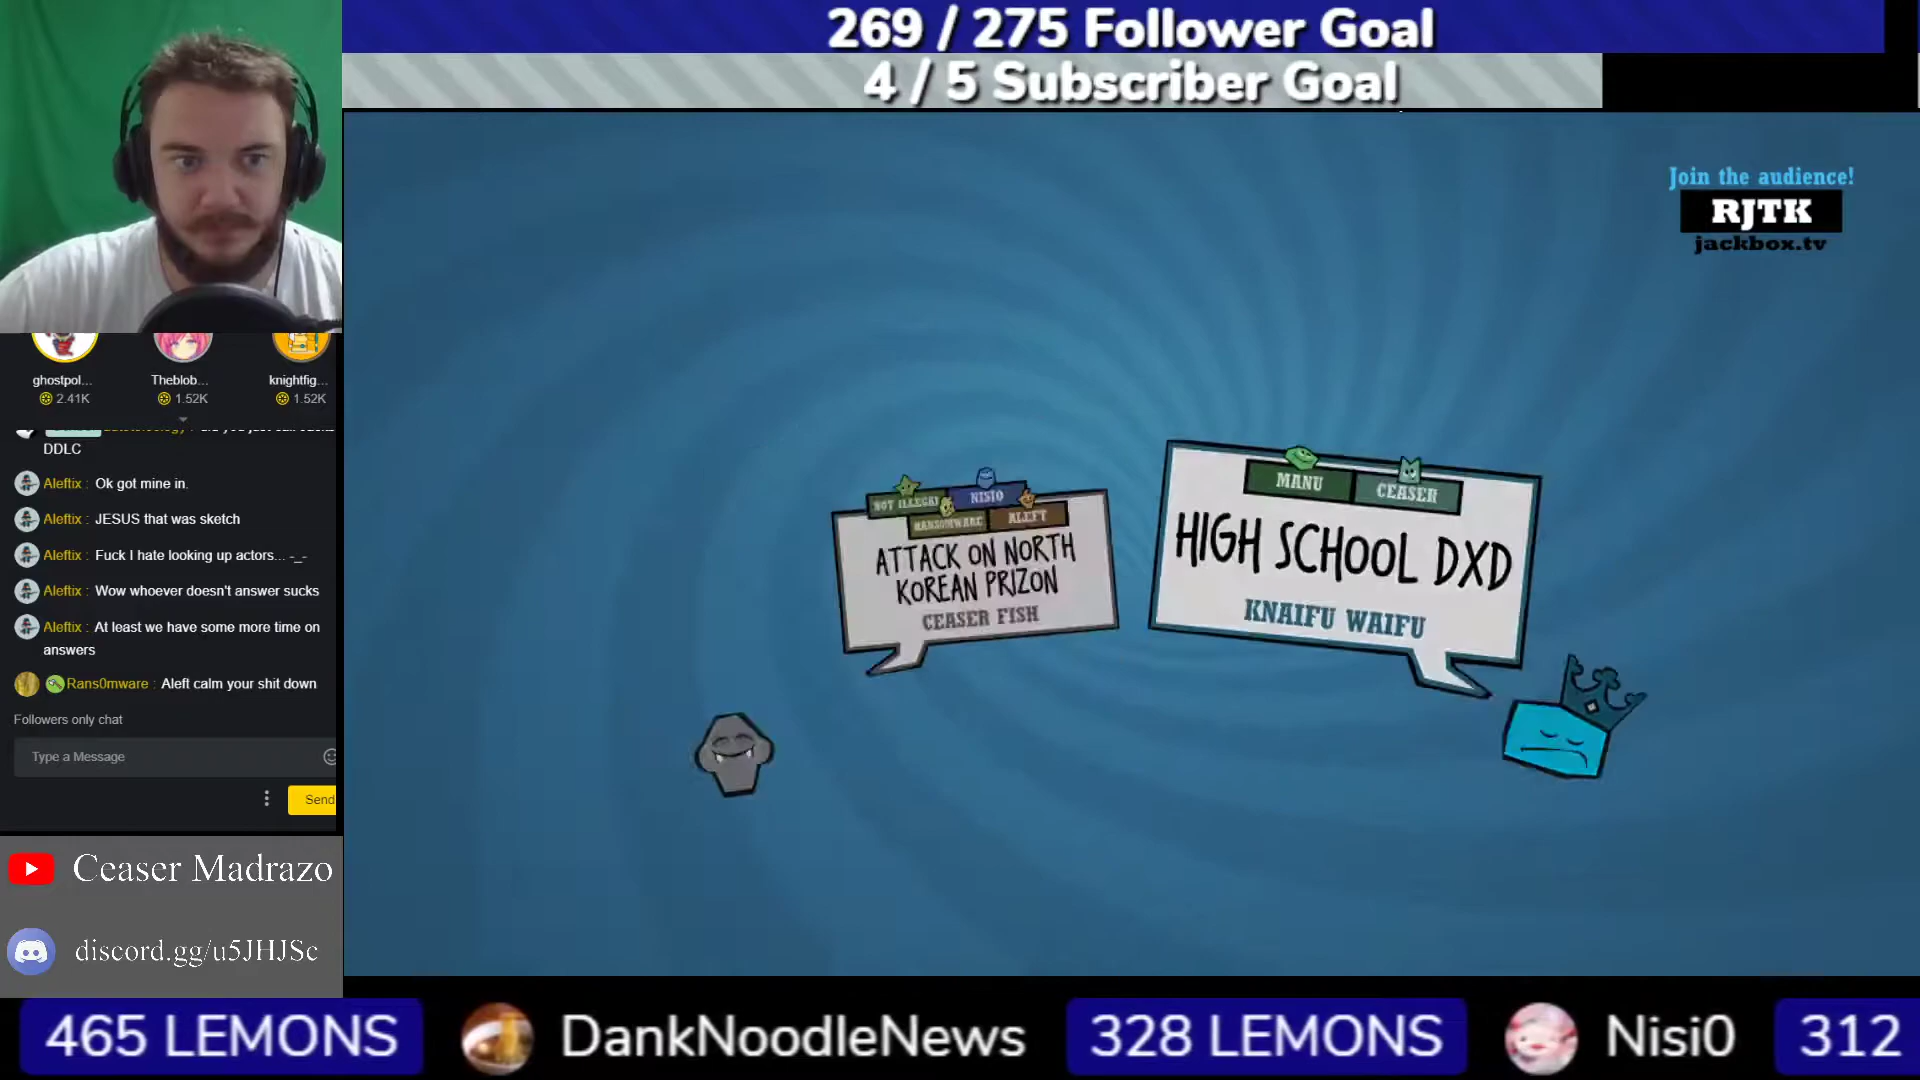 269 / 275 Follower Goal
4 / 5 Subscriber Goal
Join the audience!
RJTK
jackbox.tv
ghostpol...
Theblob...
knightfig...
2.41K
1.52K
1.52K
DDLC
Aleftix : Ok got mine in.
Aleftix : JESUS that was sketch
Aleftix : Fuck I hate looking up actors... -_-
Aleftix : Wow whoever doesn't answer sucks
Aleftix : At least we have some more time on
answers
Rans0mware : Aleft calm your shit down
Followers only chat
Type a Message
Send
NOT ILLEGAL
NISIO
RANSOMWARE
ALEFT
ATTACK ON NORTH
KOREAN PRIZON
CEASER FISH
MANU
CEASER
HIGH SCHOOL DXD
KNAIFU WAIFU
Ceaser Madrazo
discord.gg/u5JHJSc
465 LEMONS
DankNoodleNews
328 LEMONS
Nisi0
312